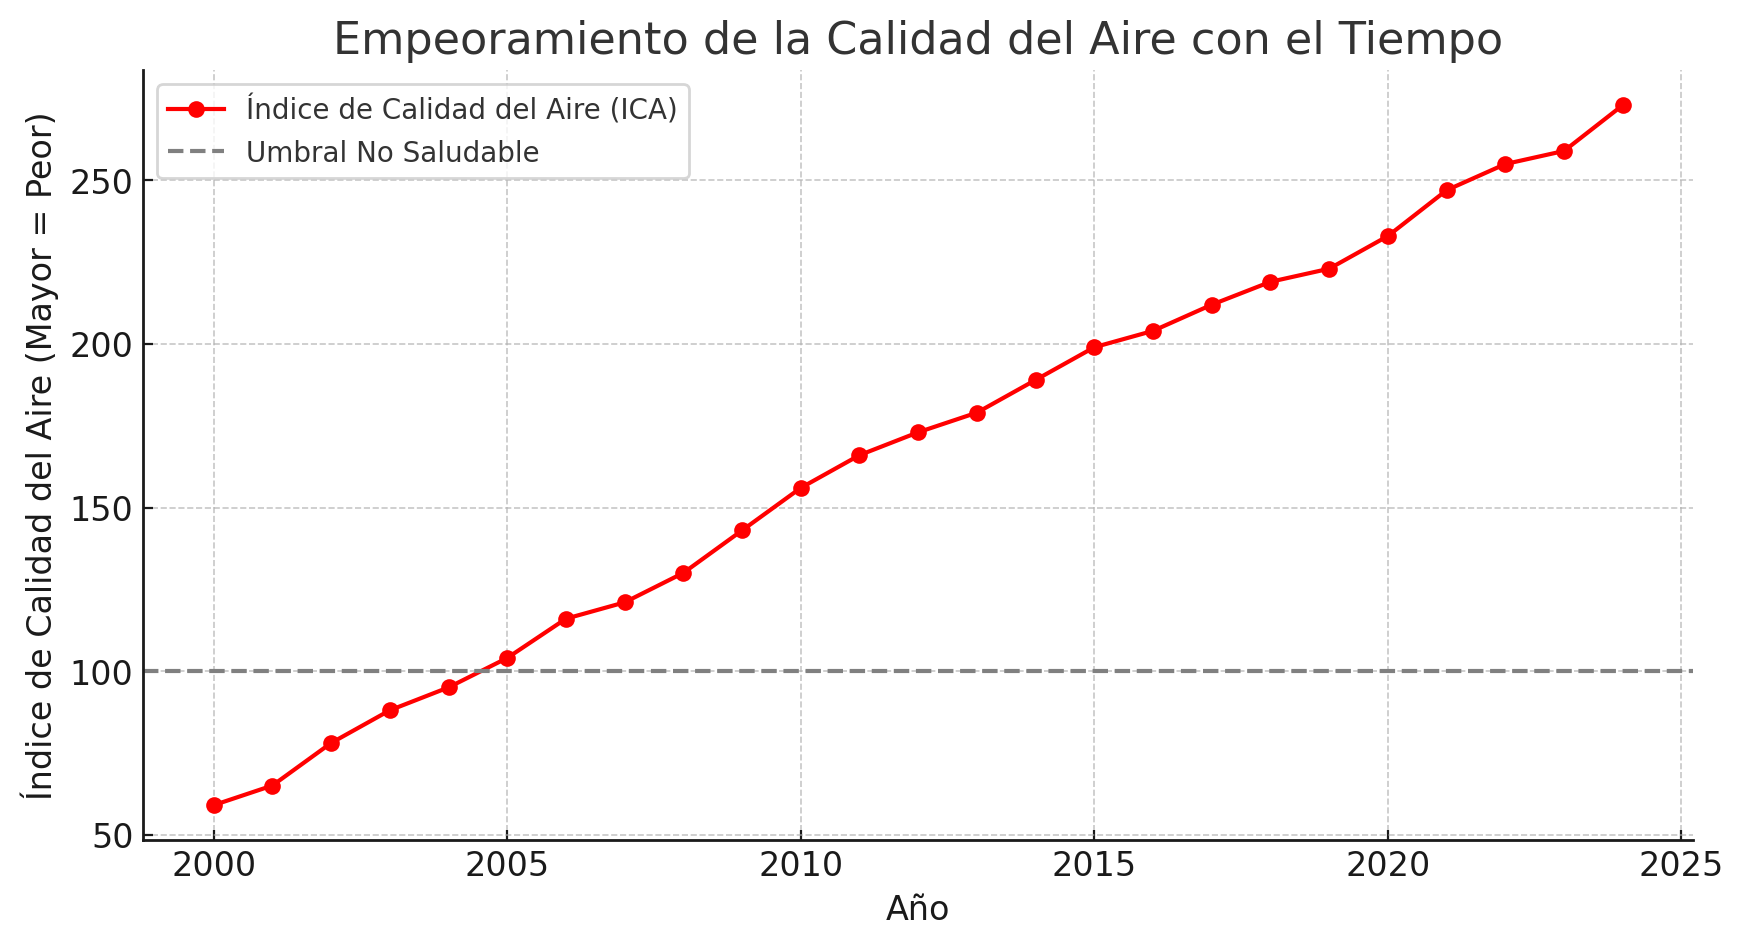 Empeoramiento de la Calidad del Aire con el Tiempo
Índice de Calidad del Aire (ICA)
Umbral No Saludable
Índice de Calidad del Aire (Mayor = Peor)
250
200
150
100
50
2000 2005 2010 2015 2020 2025
Año